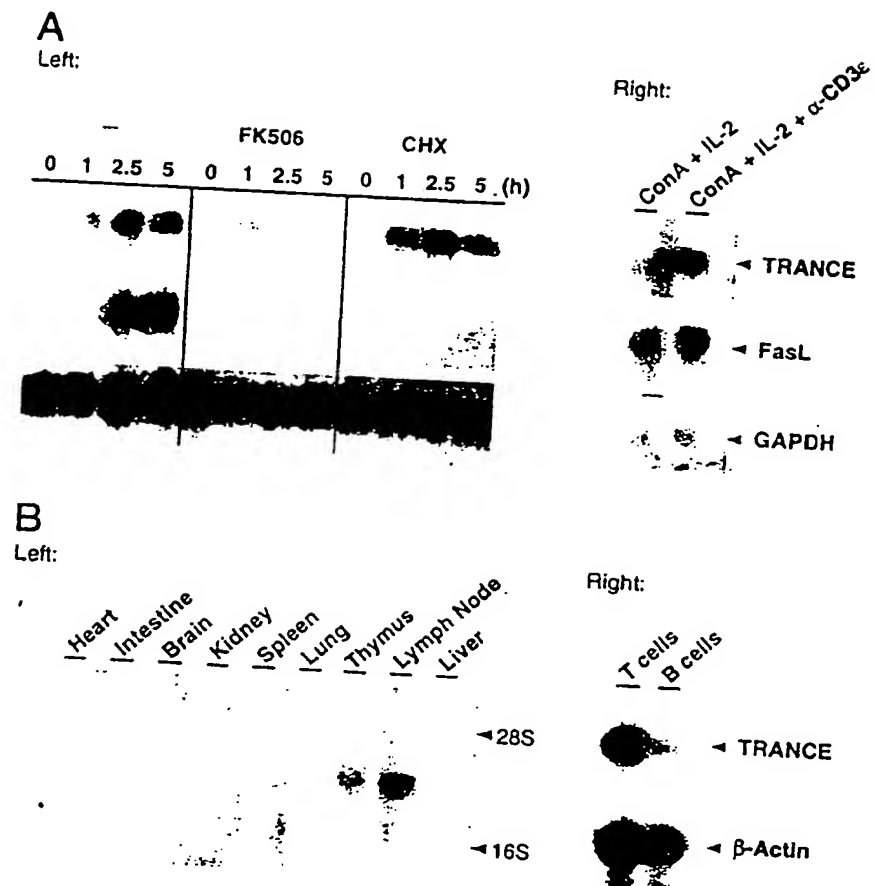 A
Left:
Right:
– FK506 CHX
0 1 2.5 5 0 1 2.5 5 0 1 2.5 5 (h)
ConA + IL-2
ConA + IL-2 + α-CD3ε
TRANCE
FasL
GAPDH
B
Left:
Right:
Heart
Intestine
Brain
Kidney
Spleen
Lung
Thymus
Lymph Node
Liver
28S
16S
T cells
B cells
TRANCE
β-Actin